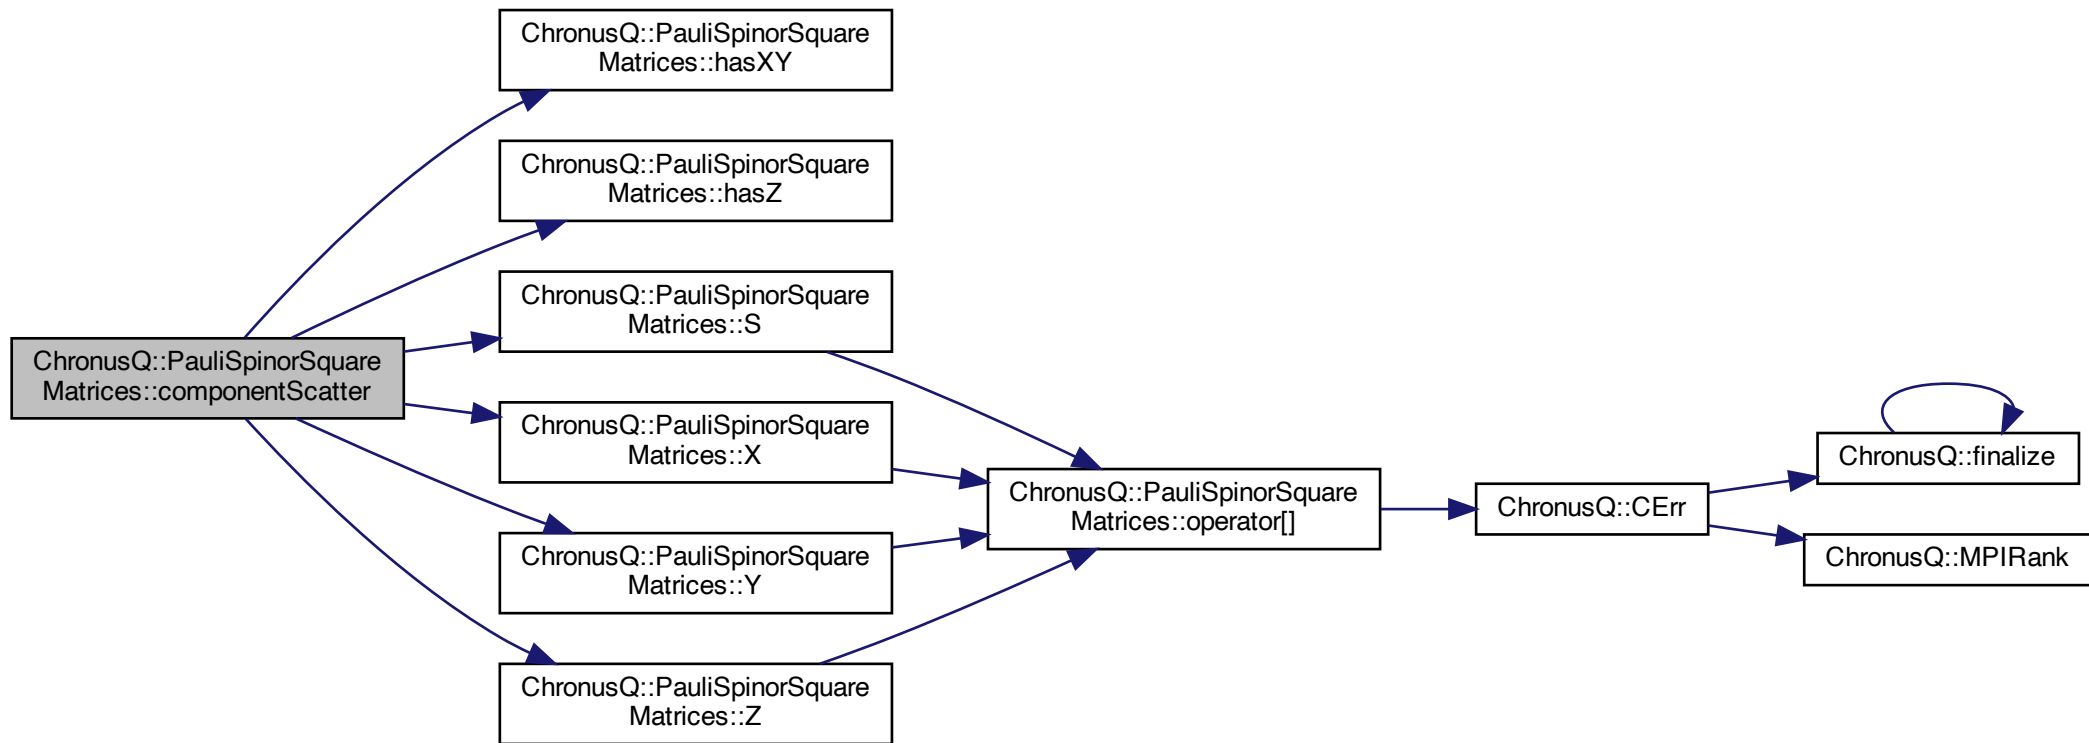 ChronusQ::PauliSpinorSquare
Matrices::componentScatter
ChronusQ::PauliSpinorSquare
Matrices::hasXY
ChronusQ::PauliSpinorSquare
Matrices::hasZ
ChronusQ::PauliSpinorSquare
Matrices::S
ChronusQ::PauliSpinorSquare
Matrices::X
ChronusQ::PauliSpinorSquare
Matrices::Y
ChronusQ::PauliSpinorSquare
Matrices::Z
ChronusQ::PauliSpinorSquare
Matrices::operator[]
ChronusQ::CErr
ChronusQ::finalize
ChronusQ::MPIRank